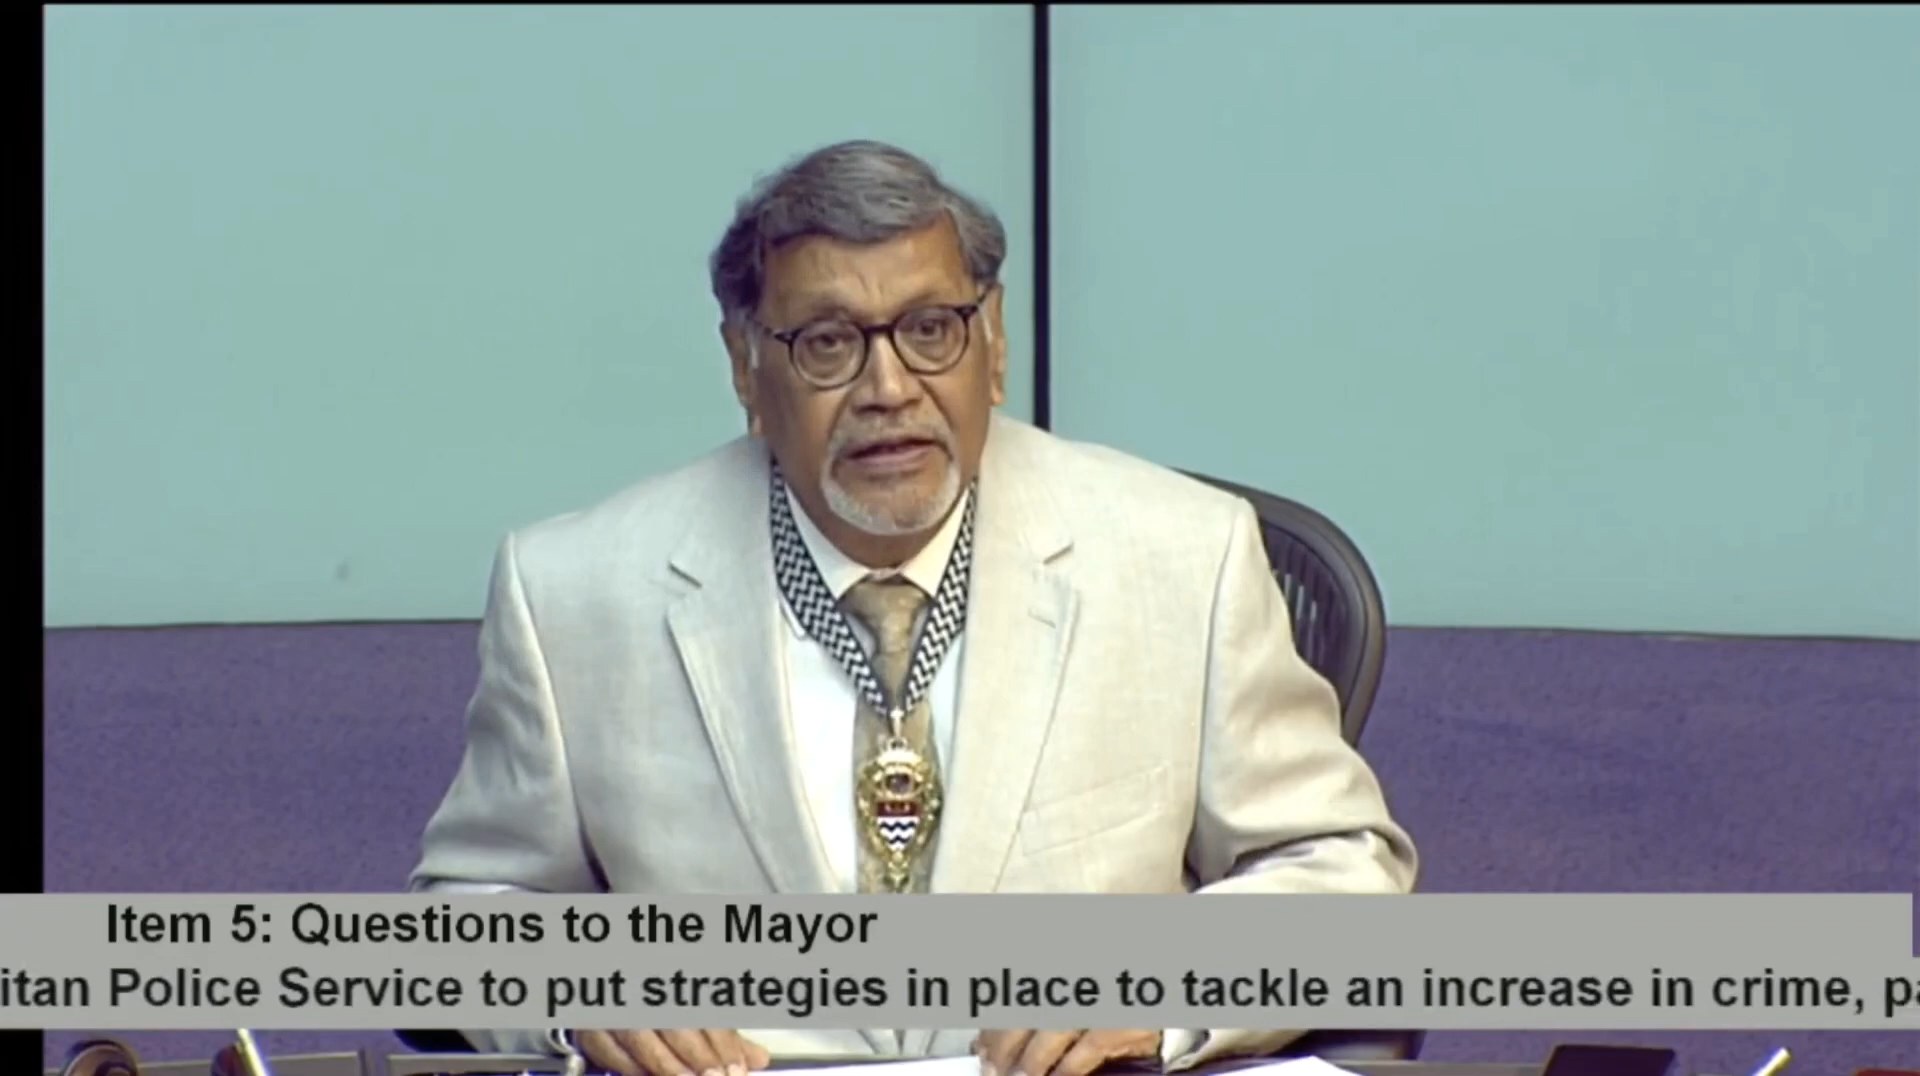 Item 5: Questions to the Mayor
itan Police Service to put strategies in place to tackle an increase in crime, pa